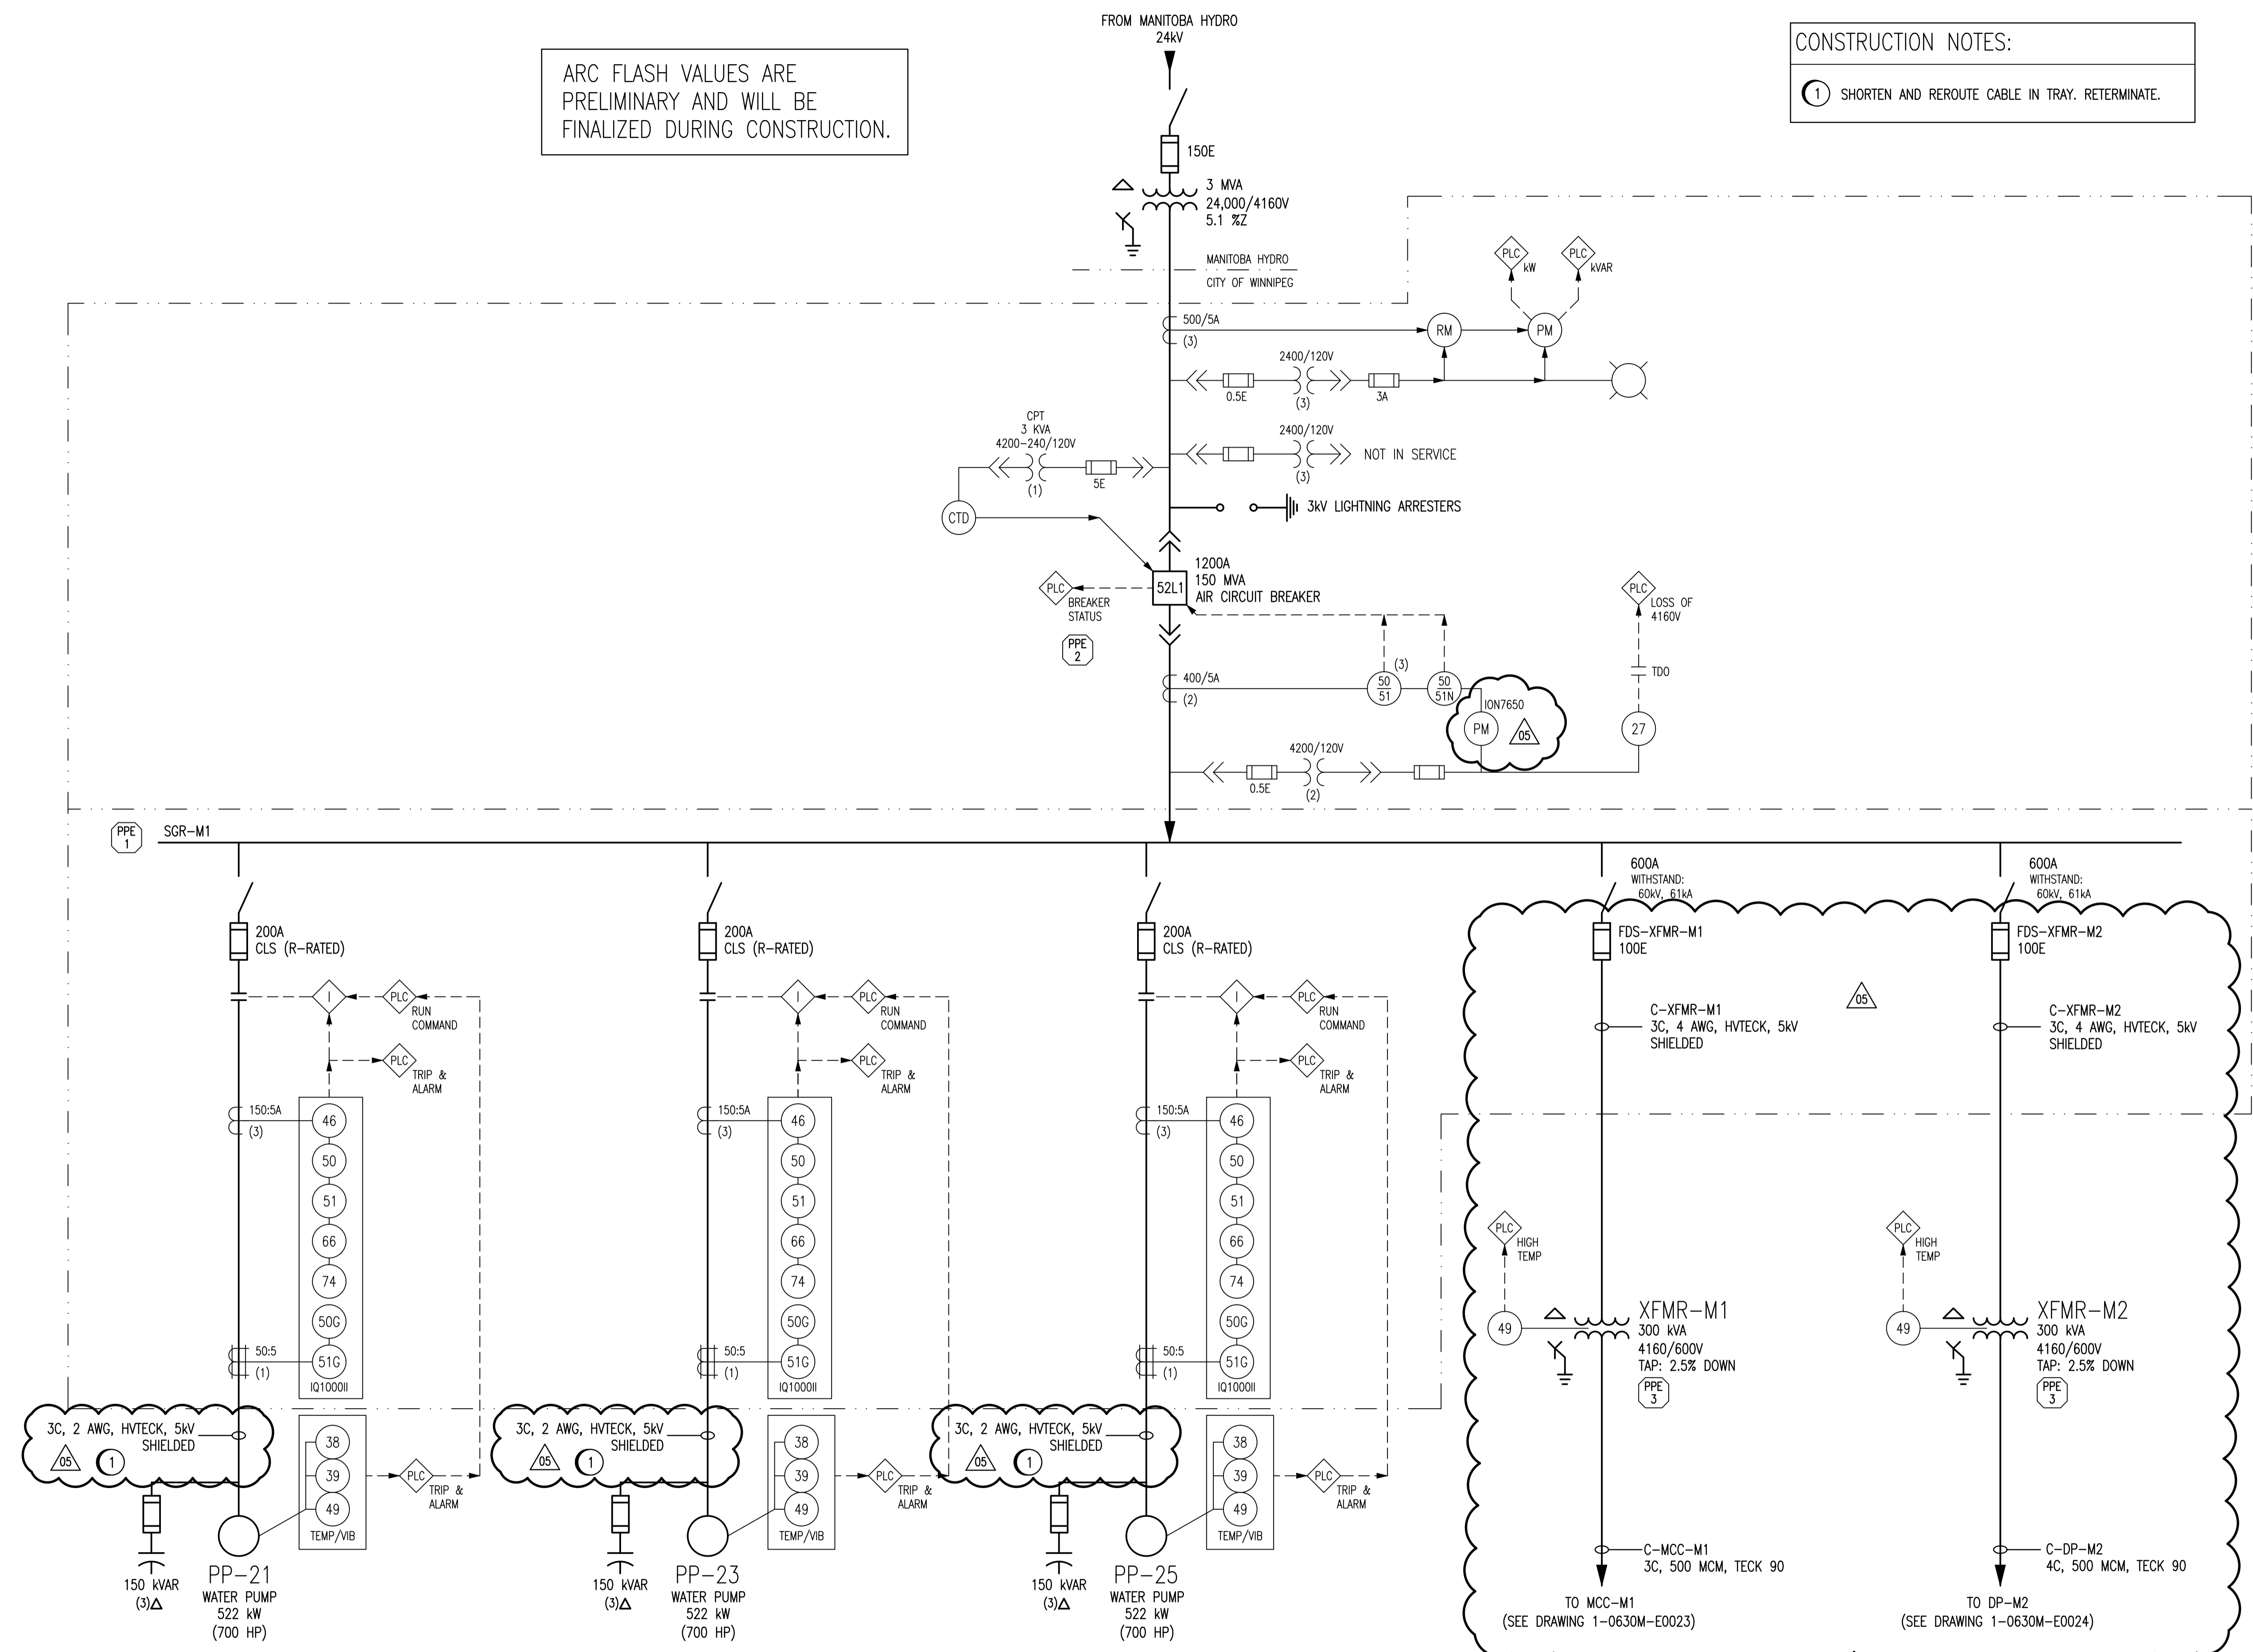 FROM MANITOBA HYDRO
24kV
ARC FLASH VALUES ARE
PRELIMINARY AND WILL BE
FINALIZED DURING CONSTRUCTION.
CONSTRUCTION NOTES:
1 SHORTEN AND REROUTE CABLE IN TRAY. RETERMINATE.
150E
3 MVA
24,000/4160V
5.1 %Z
MANITOBA HYDRO
CITY OF WINNIPEG
PLC
kW
PLC
kVAR
500/5A
(3)
RM
PM
2400/120V
0.5E
(3)
3A
CPT
3 KVA
4200-240/120V
(1)
5E
2400/120V
(3)
NOT IN SERVICE
CTD
3kV LIGHTNING ARRESTERS
PLC
BREAKER
STATUS
52L1
1200A
150 MVA
AIR CIRCUIT BREAKER
PPE
2
PLC
LOSS OF
4160V
TDO
27
400/5A
(2)
50
51
(3)
50
51N
ION7650
PM
05
4200/120V
0.5E
(2)
PPE
1
SGR-M1
200A
CLS (R-RATED)
I
PLC
RUN
COMMAND
PLC
TRIP &
ALARM
150:5A
(3)
46
50
51
66
74
50G
51G
IQ1000II
50:5
(1)
3C, 2 AWG, HVTECK, 5kV
SHIELDED
05
1
38
39
49
TEMP/VIB
PLC
TRIP &
ALARM
150 kVAR
(3)Δ
PP-21
WATER PUMP
522 kW
(700 HP)
200A
CLS (R-RATED)
I
PLC
RUN
COMMAND
PLC
TRIP &
ALARM
150:5A
(3)
46
50
51
66
74
50G
51G
IQ1000II
50:5
(1)
3C, 2 AWG, HVTECK, 5kV
SHIELDED
05
1
38
39
49
TEMP/VIB
PLC
TRIP &
ALARM
150 kVAR
(3)Δ
PP-23
WATER PUMP
522 kW
(700 HP)
200A
CLS (R-RATED)
I
PLC
RUN
COMMAND
PLC
TRIP &
ALARM
150:5A
(3)
46
50
51
66
74
50G
51G
IQ1000II
50:5
(1)
3C, 2 AWG, HVTECK, 5kV
SHIELDED
05
1
38
39
49
TEMP/VIB
PLC
TRIP &
ALARM
150 kVAR
(3)Δ
PP-25
WATER PUMP
522 kW
(700 HP)
600A
WITHSTAND:
60kV, 61kA
FDS-XFMR-M1
100E
C-XFMR-M1
3C, 4 AWG, HVTECK, 5kV
SHIELDED
05
PLC
HIGH
TEMP
49
XFMR-M1
300 kVA
4160/600V
TAP: 2.5% DOWN
PPE
3
C-MCC-M1
3C, 500 MCM, TECK 90
TO MCC-M1
(SEE DRAWING 1-0630M-E0023)
600A
WITHSTAND:
60kV, 61kA
FDS-XFMR-M2
100E
C-XFMR-M2
3C, 4 AWG, HVTECK, 5kV
SHIELDED
PLC
HIGH
TEMP
49
XFMR-M2
300 kVA
4160/600V
TAP: 2.5% DOWN
PPE
3
C-DP-M2
4C, 500 MCM, TECK 90
TO DP-M2
(SEE DRAWING 1-0630M-E0024)